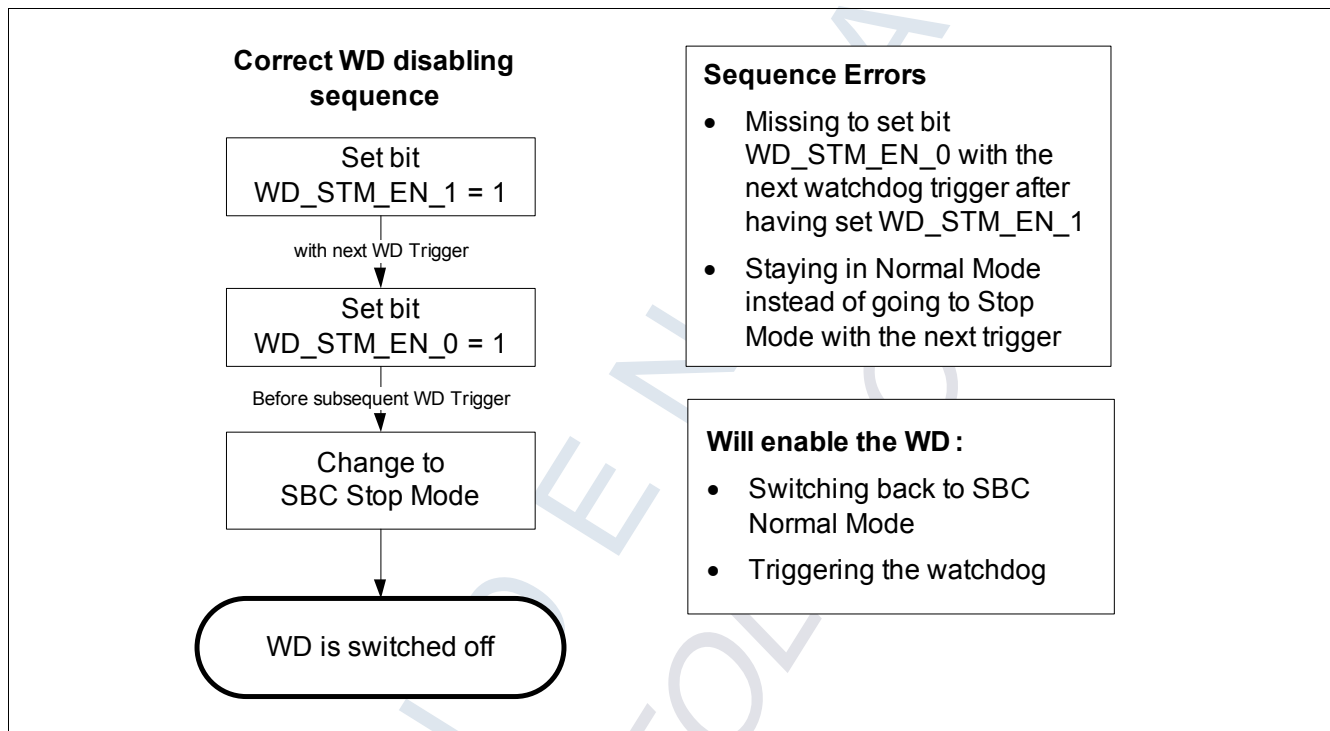 Correct WD disabling
sequence
Set bit
WD_STM_EN_1 = 1
with next WD Trigger
Set bit
WD_STM_EN_0 = 1
Before subsequent WD Trigger
Change to
SBC Stop Mode
WD is switched off
Sequence Errors
• Missing to set bit
WD_STM_EN_0 with the
next watchdog trigger after
having set WD_STM_EN_1
• Staying in Normal Mode
instead of going to Stop
Mode with the next trigger
Will enable the WD :
• Switching back to SBC
Normal Mode
• Triggering the watchdog